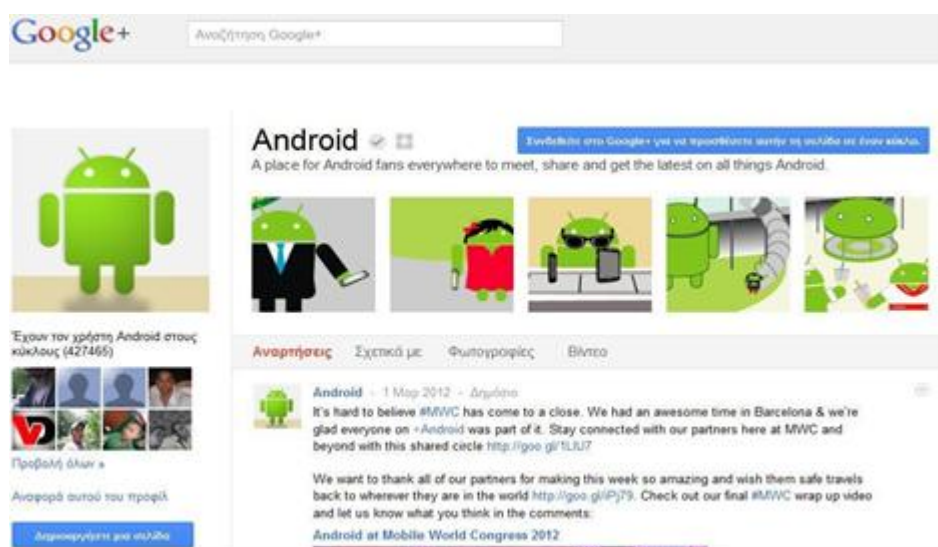 Google+
Αναζήτηση Google+
Android
Συνδεθείτε στο Google+ για να προσθέσετε αυτήν τη σελίδα σε έναν κύκλο.
A place for Android fans everywhere to meet, share and get the latest on all things Android.
Έχουν τον χρήστη Android στους
κύκλους (427465)
Προβολή όλων »
Αναφορά αυτού του προφίλ
Δημιουργήστε μια σελίδα
Αναρτήσεις Σχετικά με Φωτογραφίες Βίντεο
Android - 1 Μαρ 2012 - Δημόσια
It's hard to believe #MWC has come to a close. We had an awesome time in Barcelona & we're
glad everyone on +Android was part of it. Stay connected with our partners here at MWC and
beyond with this shared circle
We want to thank all of our partners for making this week so amazing and wish them safe travels
back to wherever they are in the world http://goo.gl/iPj79. Check out our final #MWC wrap up video
and let us know what you think in the comments:
Android at Mobile World Congress 2012